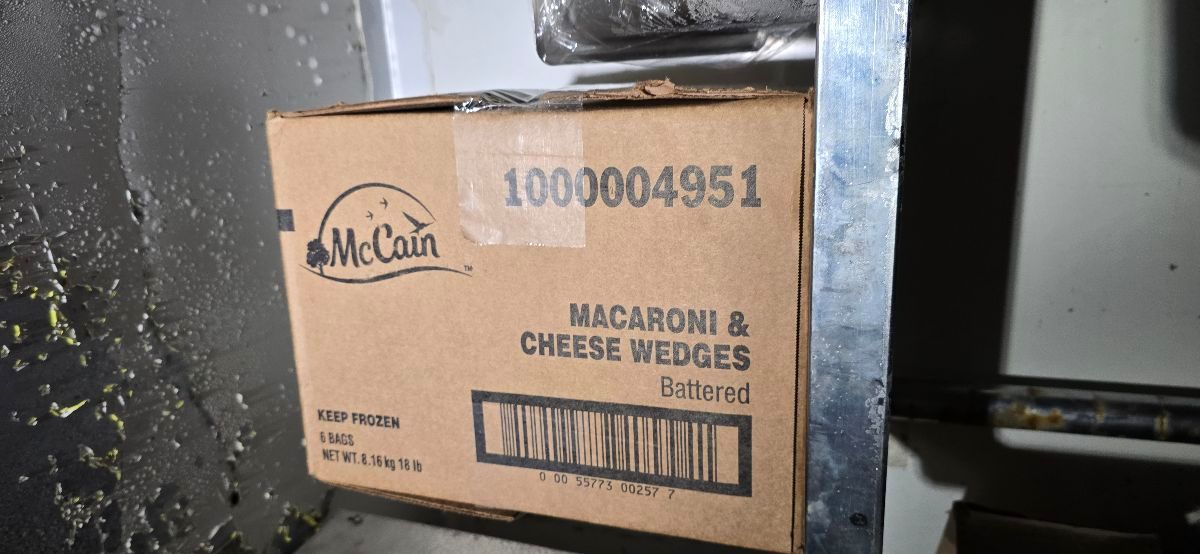 1000004951
McCain
TM
MACARONI &
CHEESE WEDGES
Battered
KEEP FROZEN
6 BAGS
NET WT. 8.16 kg 18 lb
0 00 55773 00257 7